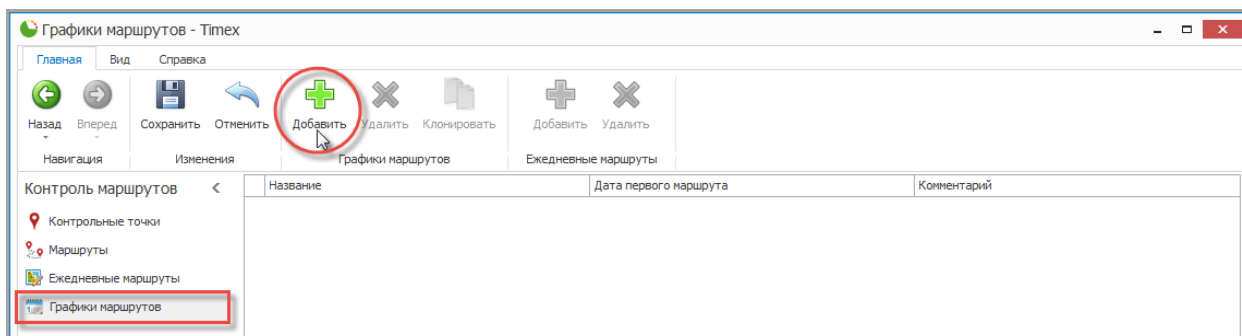 Графики маршрутов - Timex
Главная Вид Справка
Назад Вперед Сохранить Отменить Добавить Удалить Клонировать Добавить Удалить
Навигация Изменения Графики маршрутов Ежедневные маршруты
Контроль маршрутов Название Дата первого маршрута Комментарий
Контрольные точки
Маршруты
Ежедневные маршруты
Графики маршрутов